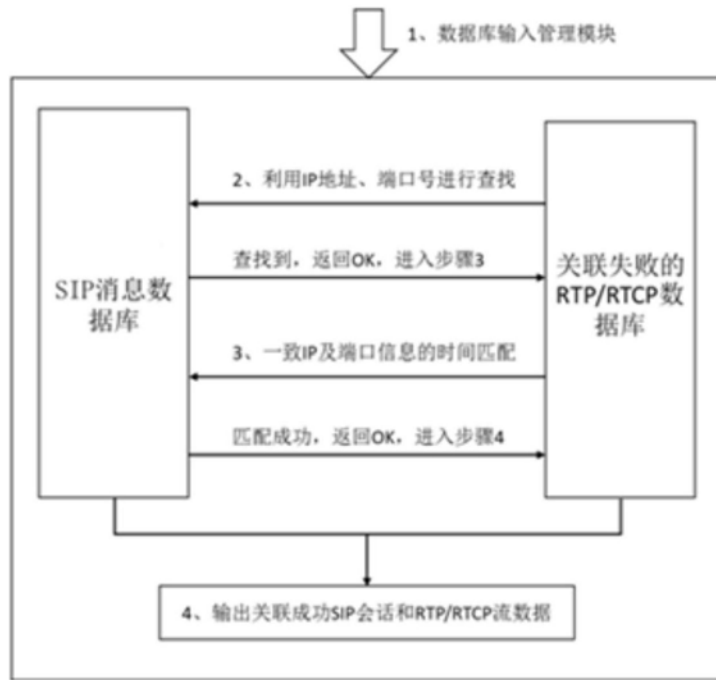 1、数据库输入管理模块
2、利用IP地址、端口号进行查找
查找到，返回OK，进入步骤3
SIP消息数
据库
关联失败的
RTP/RTCP数
据库
3、一致IP及端口信息的时间匹配
匹配成功，返回OK，进入步骤4
4、输出关联成功SIP会话和RTP/RTCP流数据